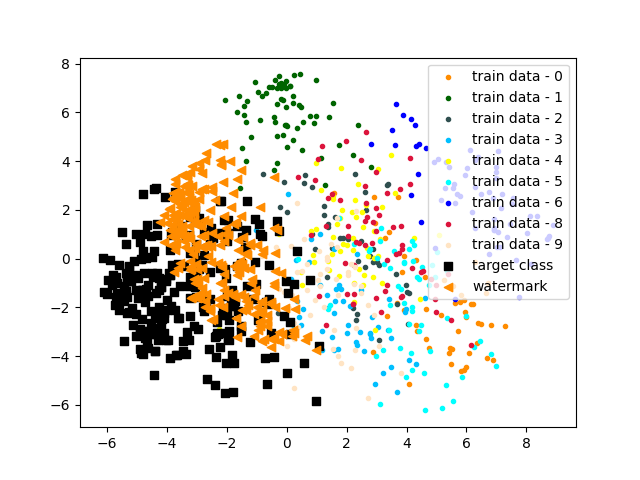 8
6
4
2
0
−2
−4
−6
−6
−4
−2
0
2
4
6
8
train data - 0
train data - 1
train data - 2
train data - 3
train data - 4
train data - 5
train data - 6
train data - 8
train data - 9
target class
watermark